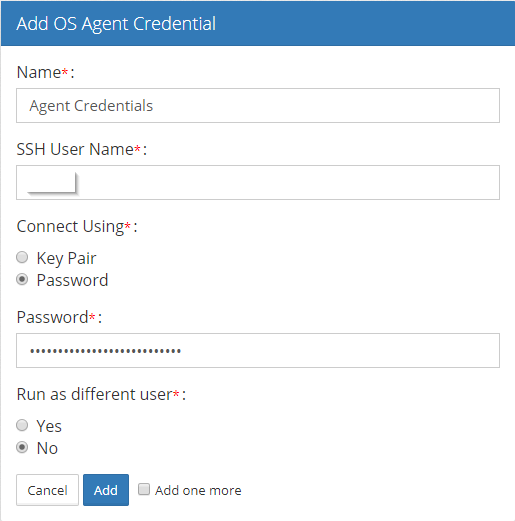 Add OS Agent Credential
Name*:
Agent Credentials
SSH User Name*:
Connect Using*:
Key Pair
Password
Password*:
•••••••••••••••••••••••••••
Run as different user*:
Yes
No
Cancel Add Add one more